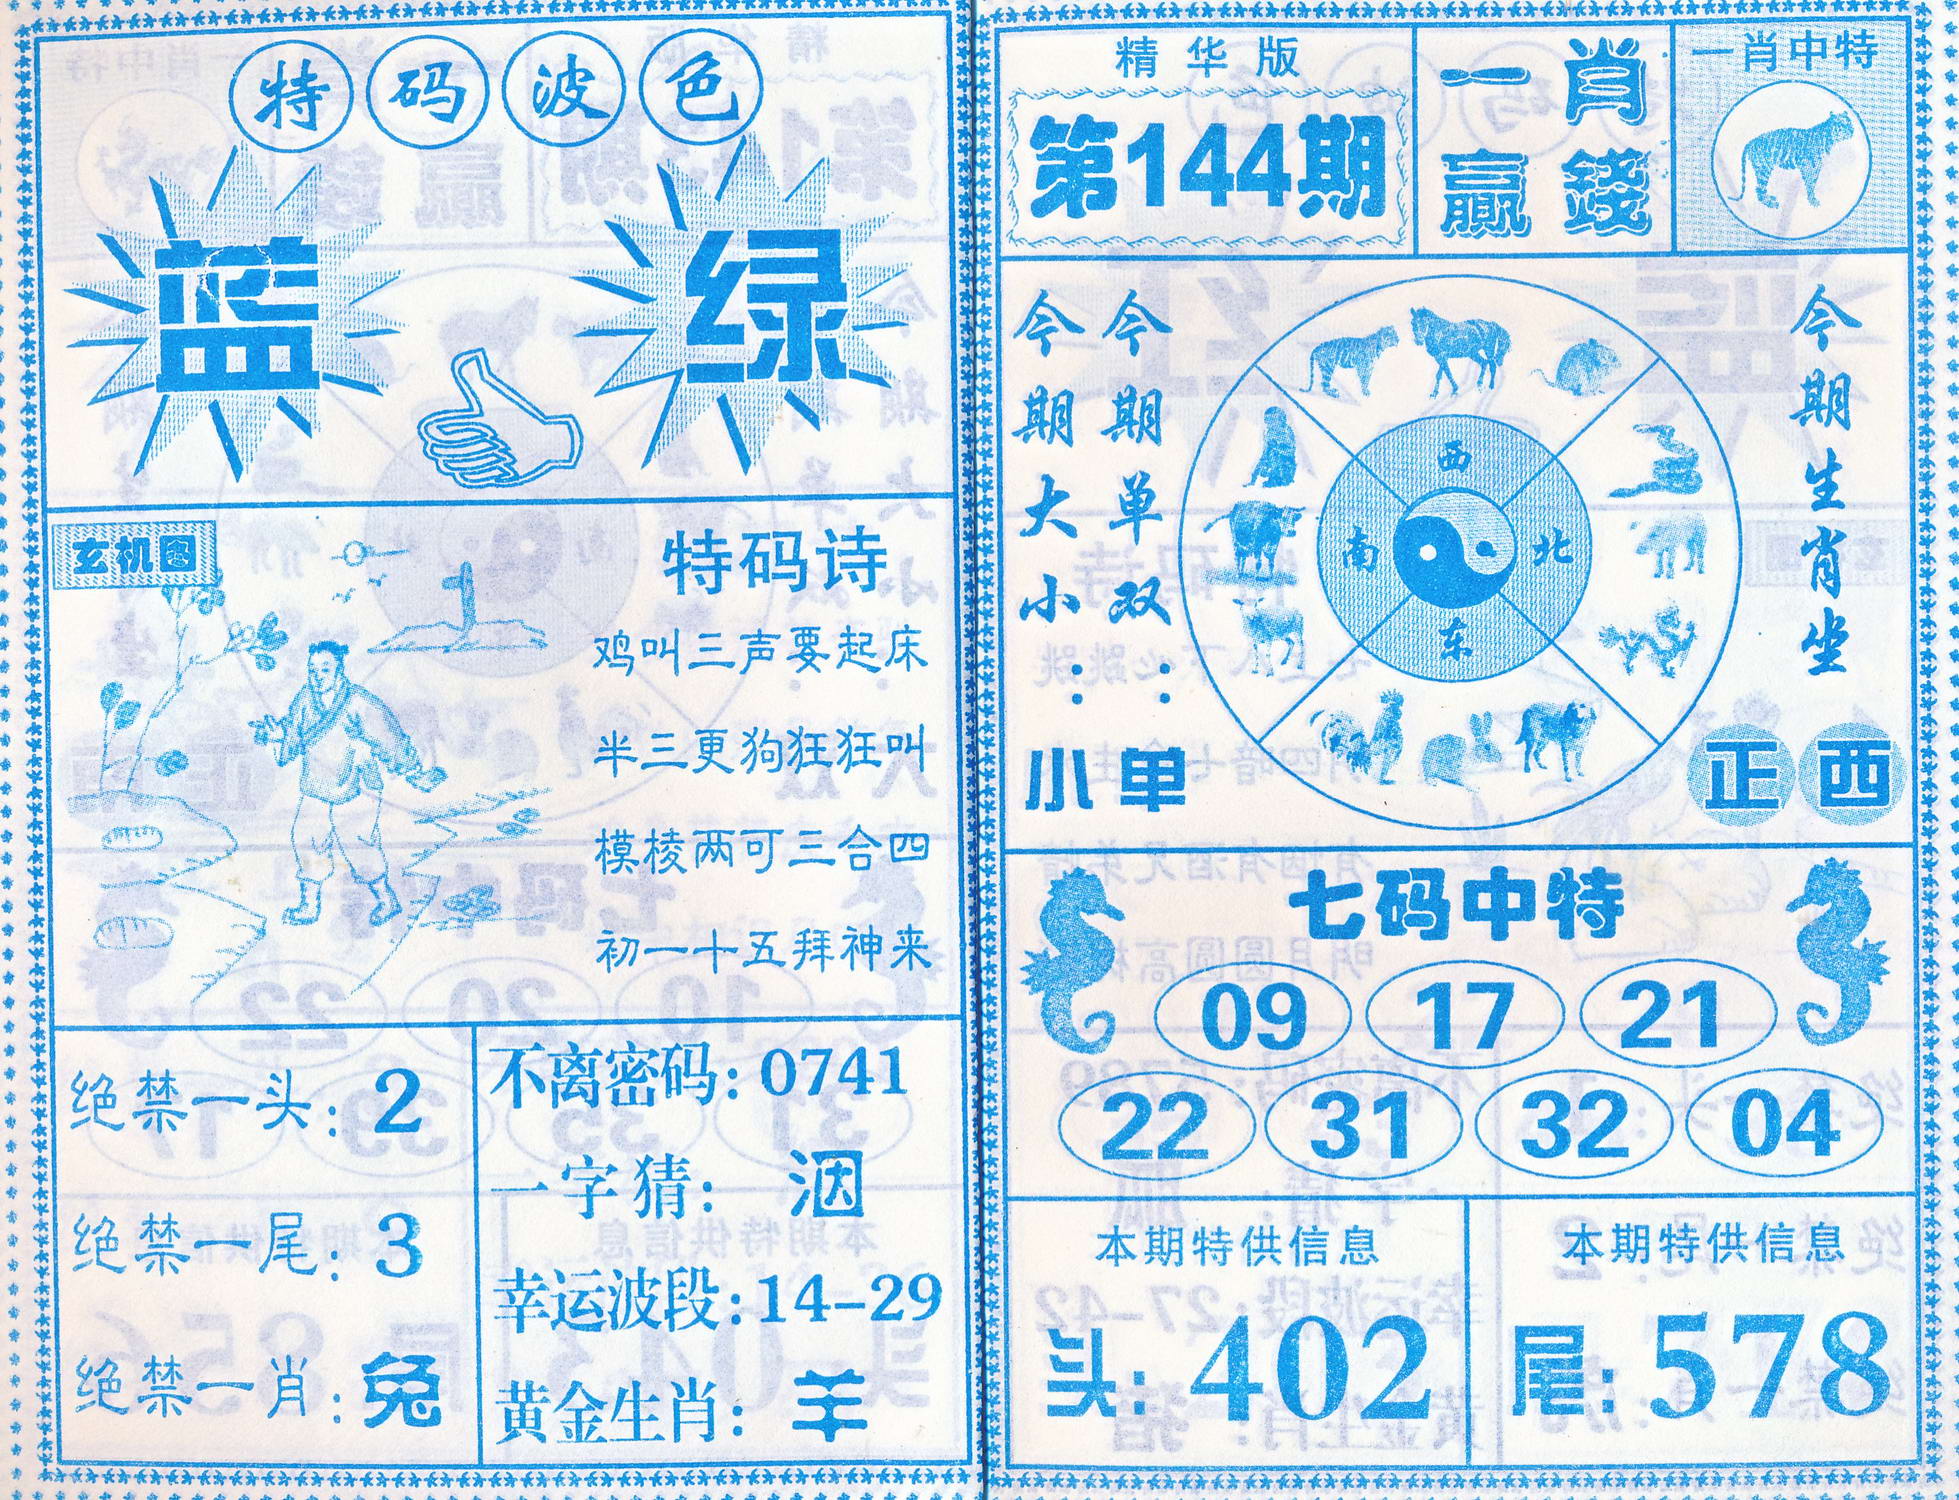 特码波色
蓝 绿
玄机图
特码诗
鸡叫三声要起床
半三更狗狂狂叫
模棱两可三合四
初一十五拜神来
绝禁一头: 2
绝禁一尾: 3
绝禁一肖: 兔
不离密码: 0741
一字猜: 洇
幸运波段: 14-29
黄金生肖: 羊
精华版
第144期
一肖
赢錢
一肖中特
今期大小: 小
今期单双: 单
西
南 北
东
今期生肖坐
正西
七码中特
09 17 21
22 31 32 04
本期特供信息
头: 402
本期特供信息
尾: 578